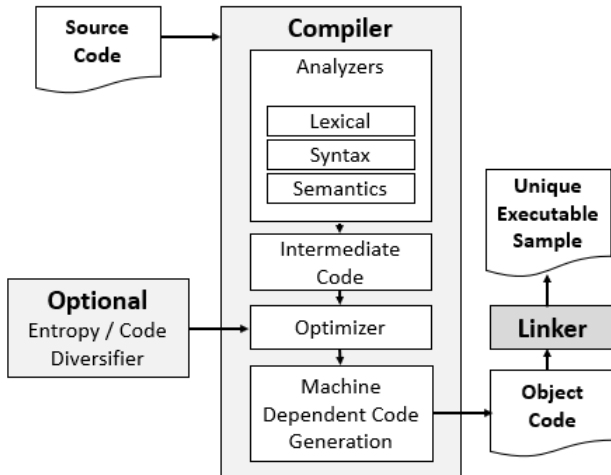 Source
Code
Compiler
Analyzers
Lexical
Syntax
Semantics
Intermediate
Code
Optional
Entropy / Code
Diversifier
Optimizer
Machine
Dependent Code
Generation
Object
Code
Linker
Unique
Executable
Sample